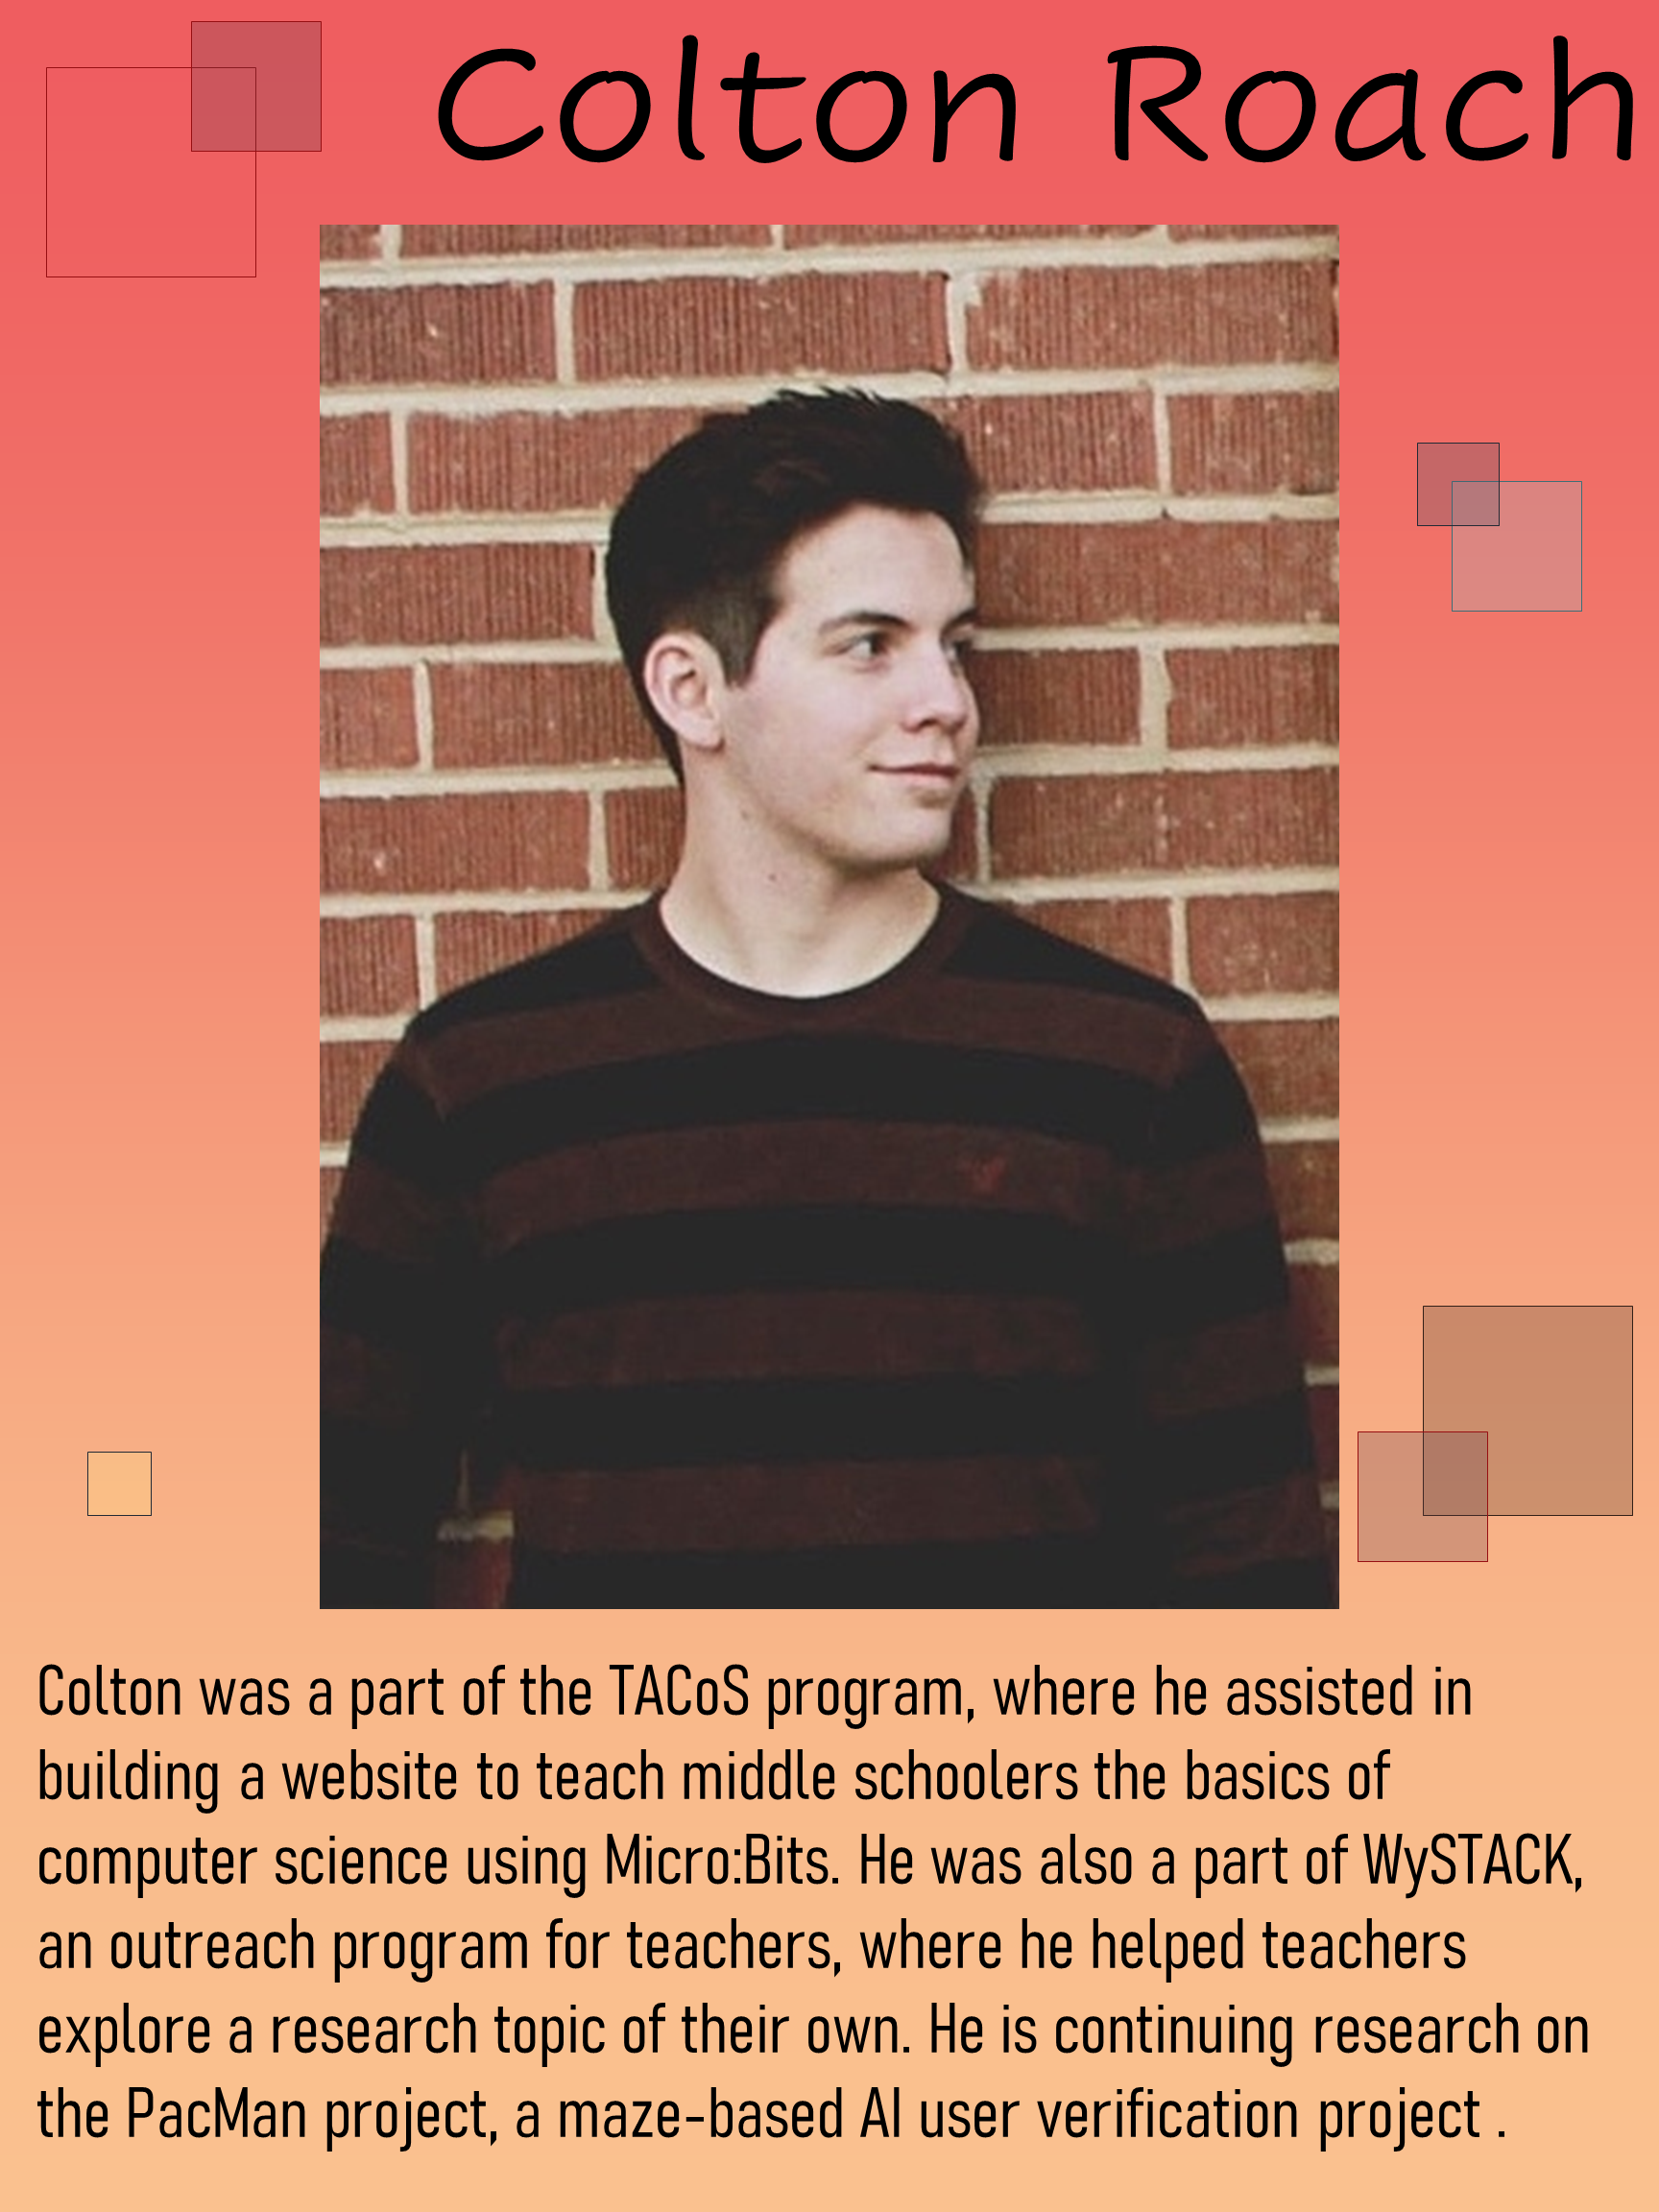 Colton Roach
Colton was a part of the TACoS program, where he assisted in
building a website to teach middle schoolers the basics of
computer science using Micro:Bits. He was also a part of WySTACK,
an outreach program for teachers, where he helped teachers
explore a research topic of their own. He is continuing research on
the PacMan project, a maze-based AI user verification project .